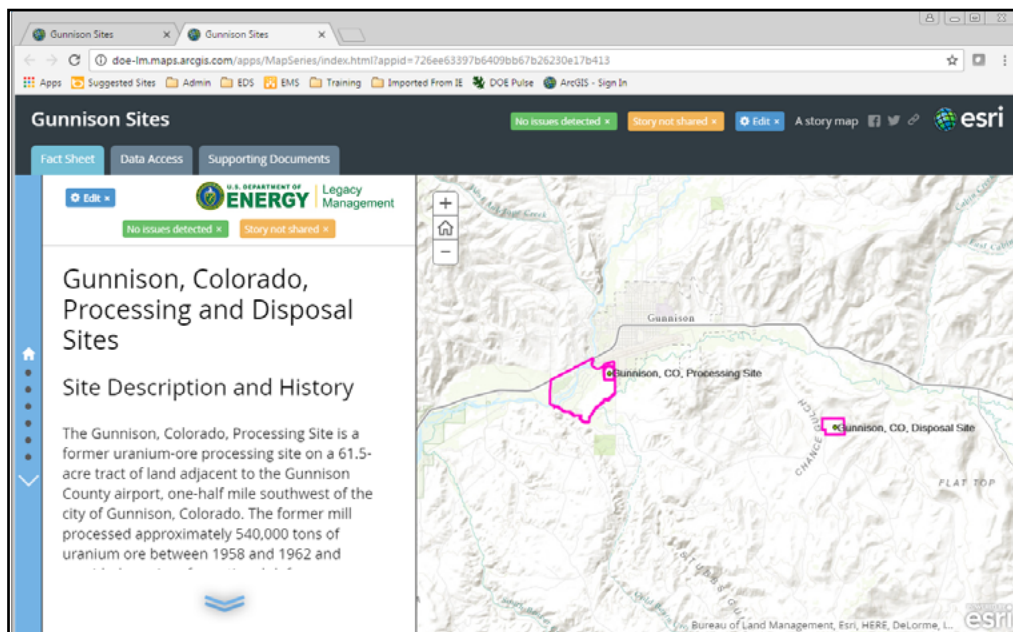 Gunnison Sites
Gunnison Sites
doe-lm.maps.arcgis.com/apps/MapSeries/index.html?appid=726ee63397b6409bb67b26230e17b413
Apps Suggested Sites Admin EDS EMS Training Imported From IE DOE Pulse ArcGIS - Sign In
Gunnison Sites
No issues detected × Story not shared × Edit × A story map esri
Fact Sheet Data Access Supporting Documents
Edit × U.S. DEPARTMENT OF ENERGY Legacy Management
No issues detected × Story not shared ×
Gunnison, Colorado,
Processing and Disposal
Sites
Site Description and History
The Gunnison, Colorado, Processing Site is a
former uranium-ore processing site on a 61.5-
acre tract of land adjacent to the Gunnison
County airport, one-half mile southwest of the
city of Gunnison, Colorado. The former mill
processed approximately 540,000 tons of
uranium ore between 1958 and 1962 and
Gunnison
Gunnison, CO, Processing Site
Gunnison, CO, Disposal Site
CHANCE GULCH
FLAT TOP
Bureau of Land Management, Esri, HERE, DeLorme, I...
esri